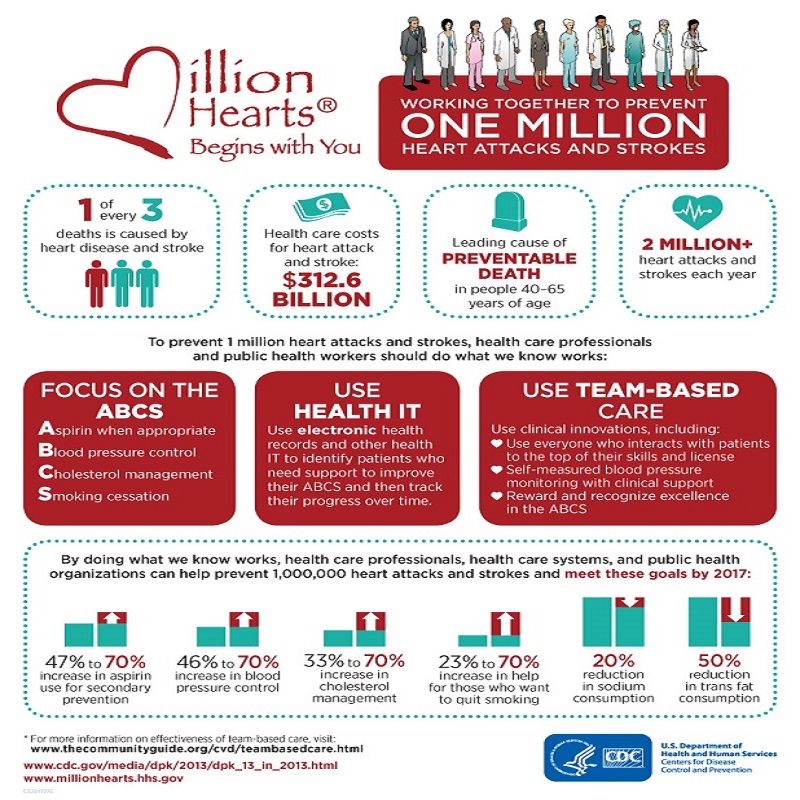 Million
Hearts®
Begins with You
WORKING TOGETHER TO PREVENT
ONE MILLION
HEART ATTACKS AND STROKES
1 of every 3
deaths is caused by
heart disease and stroke
Health care costs
for heart attack
and stroke:
$312.6
BILLION
Leading cause of
PREVENTABLE
DEATH
in people 40–65
years of age
2 MILLION+
heart attacks and
strokes each year
To prevent 1 million heart attacks and strokes, health care professionals
and public health workers should do what we know works:
FOCUS ON THE
ABCS
Aspirin when appropriate
Blood pressure control
Cholesterol management
Smoking cessation
USE
HEALTH IT
Use electronic health
records and other health
IT to identify patients who
need support to improve
their ABCS and then track
their progress over time.
USE TEAM-BASED
CARE
Use clinical innovations, including:
Use everyone who interacts with patients
to the top of their skills and license
Self-measured blood pressure
monitoring with clinical support
Reward and recognize excellence
in the ABCS
By doing what we know works, health care professionals, health care systems, and public health
organizations can help prevent 1,000,000 heart attacks and strokes and meet these goals by 2017:
47% to 70%
increase in aspirin
use for secondary
prevention
46% to 70%
increase in blood
pressure control
33% to 70%
increase in
cholesterol
management
23% to 70%
increase in help
for those who want
to quit smoking
20%
reduction
in sodium
consumption
50%
reduction
in trans fat
consumption
* For more information on effectiveness of team-based care, visit:
www.thecommunityguide.org/cvd/teambasedcare.html
www.cdc.gov/media/dpk/2013/dpk_13_in_2013.html
www.millionhearts.hhs.gov
CDC
U.S. Department of
Health and Human Services
Centers for Disease
Control and Prevention